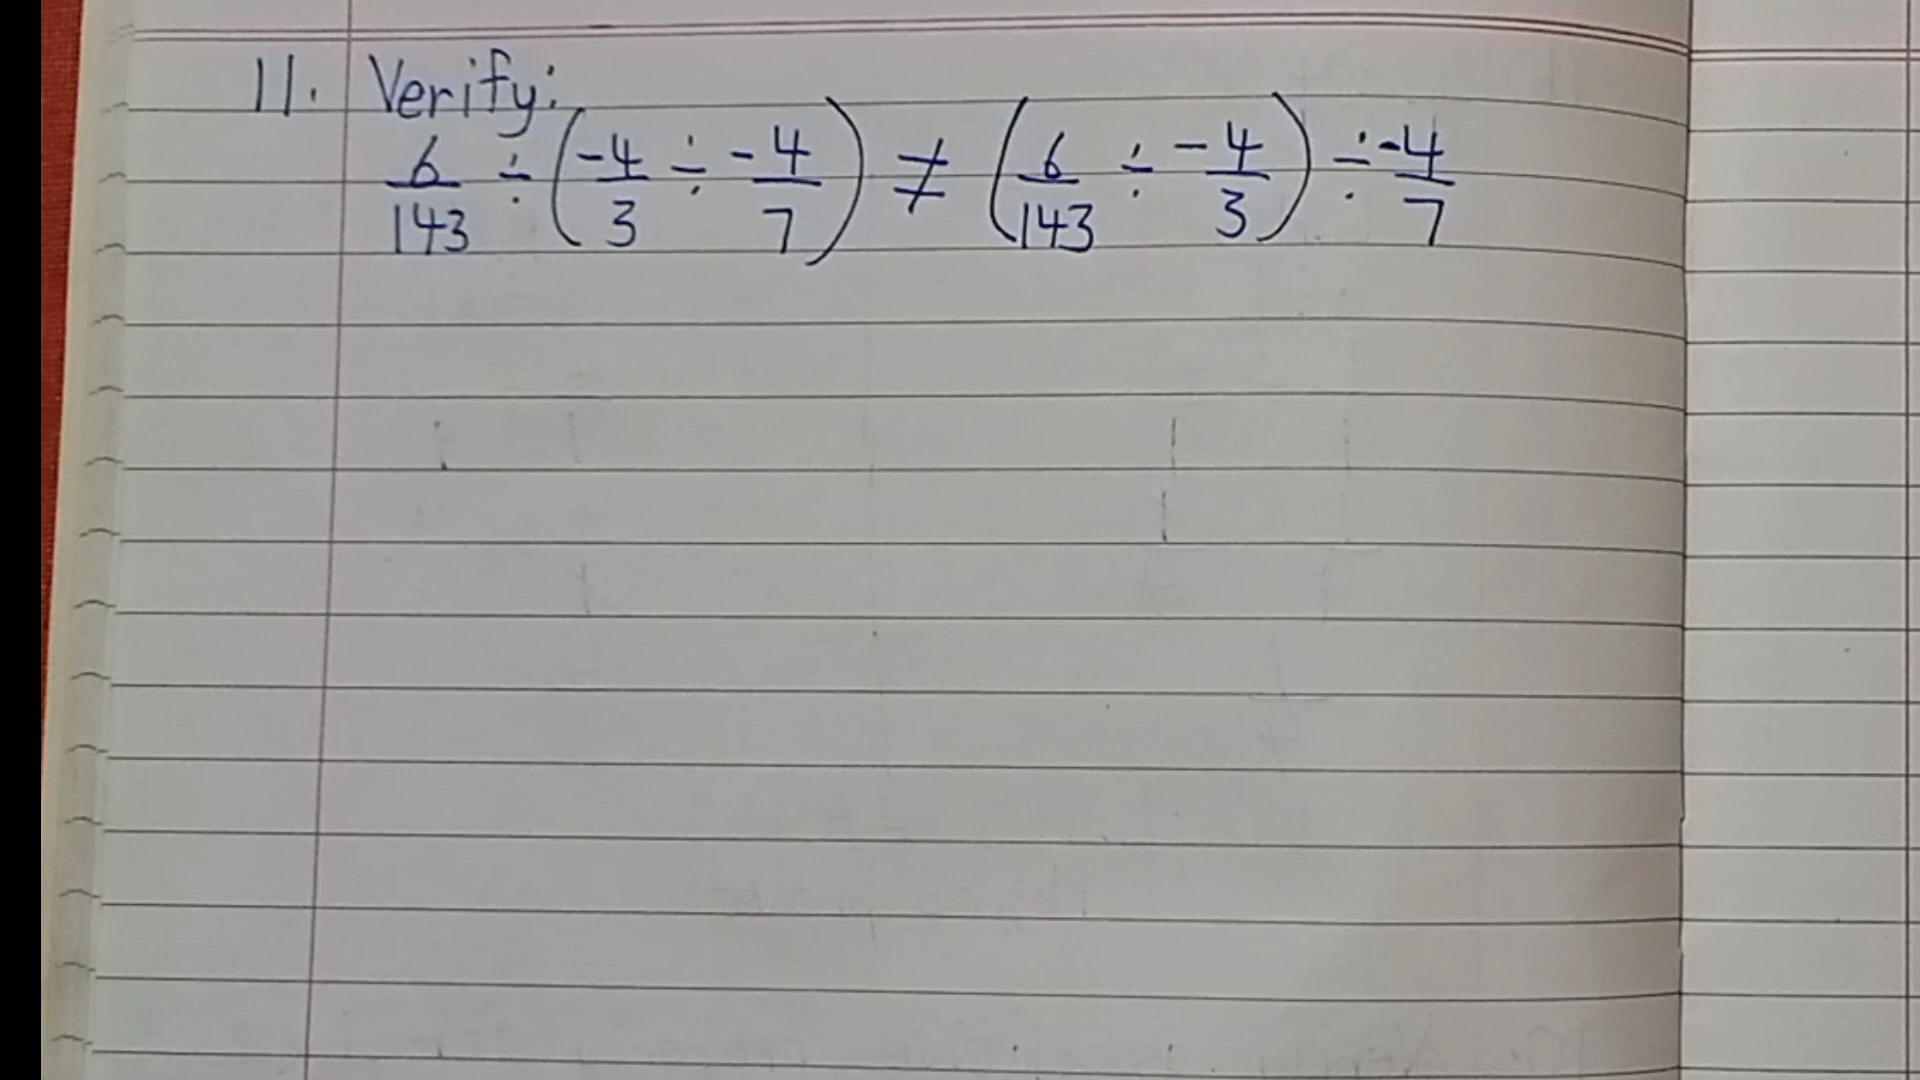 11. Verify:
6/143 ÷ (-4/3 ÷ -4/7) ≠ (6/143 ÷ -4/3) ÷ -4/7